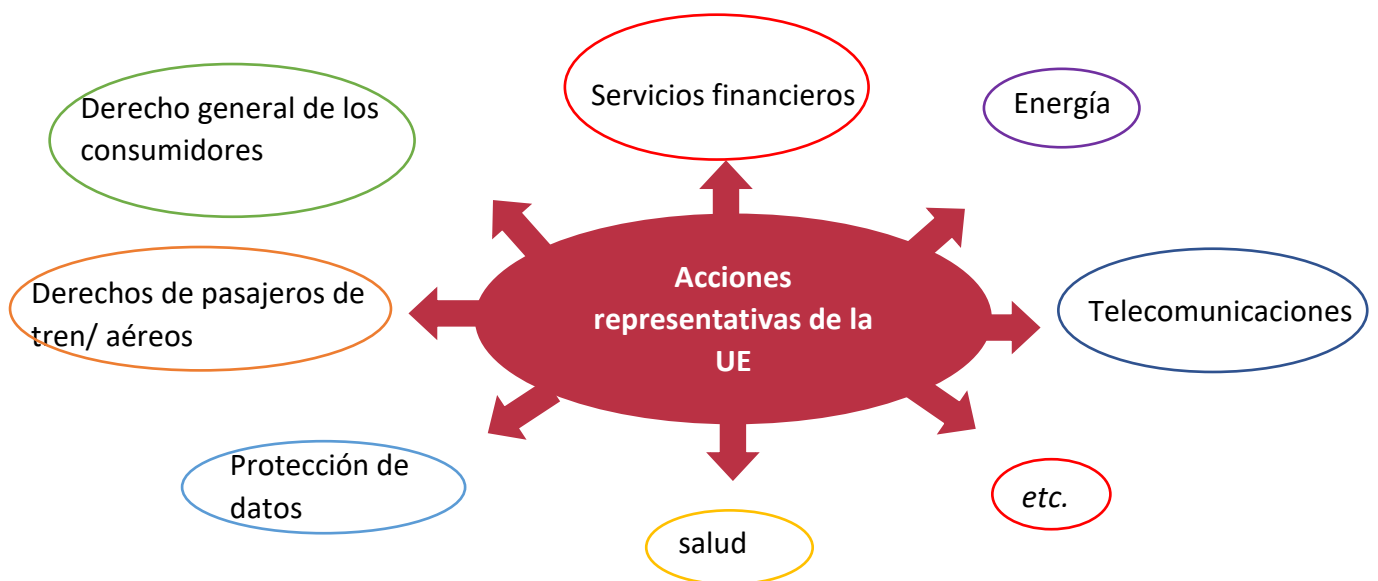 Servicios financieros
Energía
Derecho general de los
consumidores
Acciones
representativas de la
UE
Derechos de pasajeros de
tren/ aéreos
Telecomunicaciones
Protección de
datos
etc.
salud